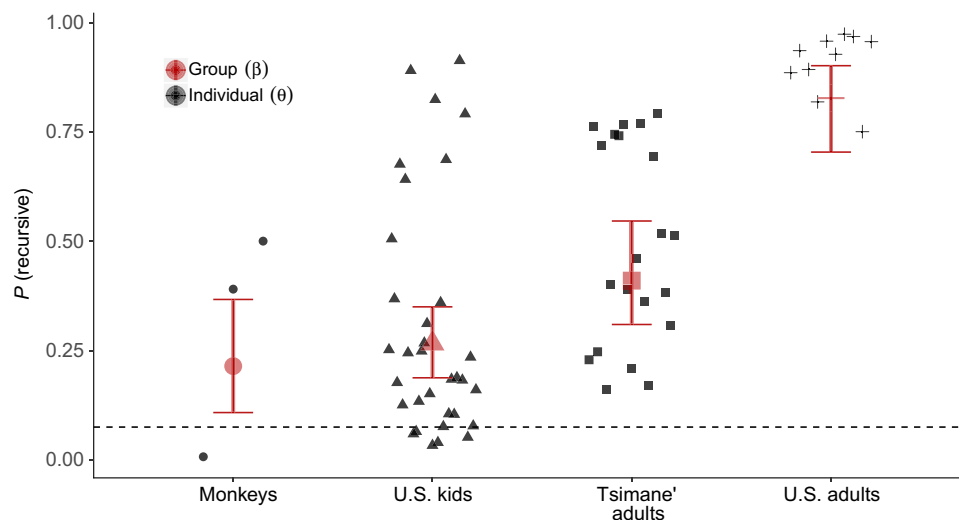 1.00
Group (β)
Individual (θ)
0.75
P (recursive)
0.50
0.25
0.00
Monkeys
U.S. kids
Tsimane'
adults
U.S. adults